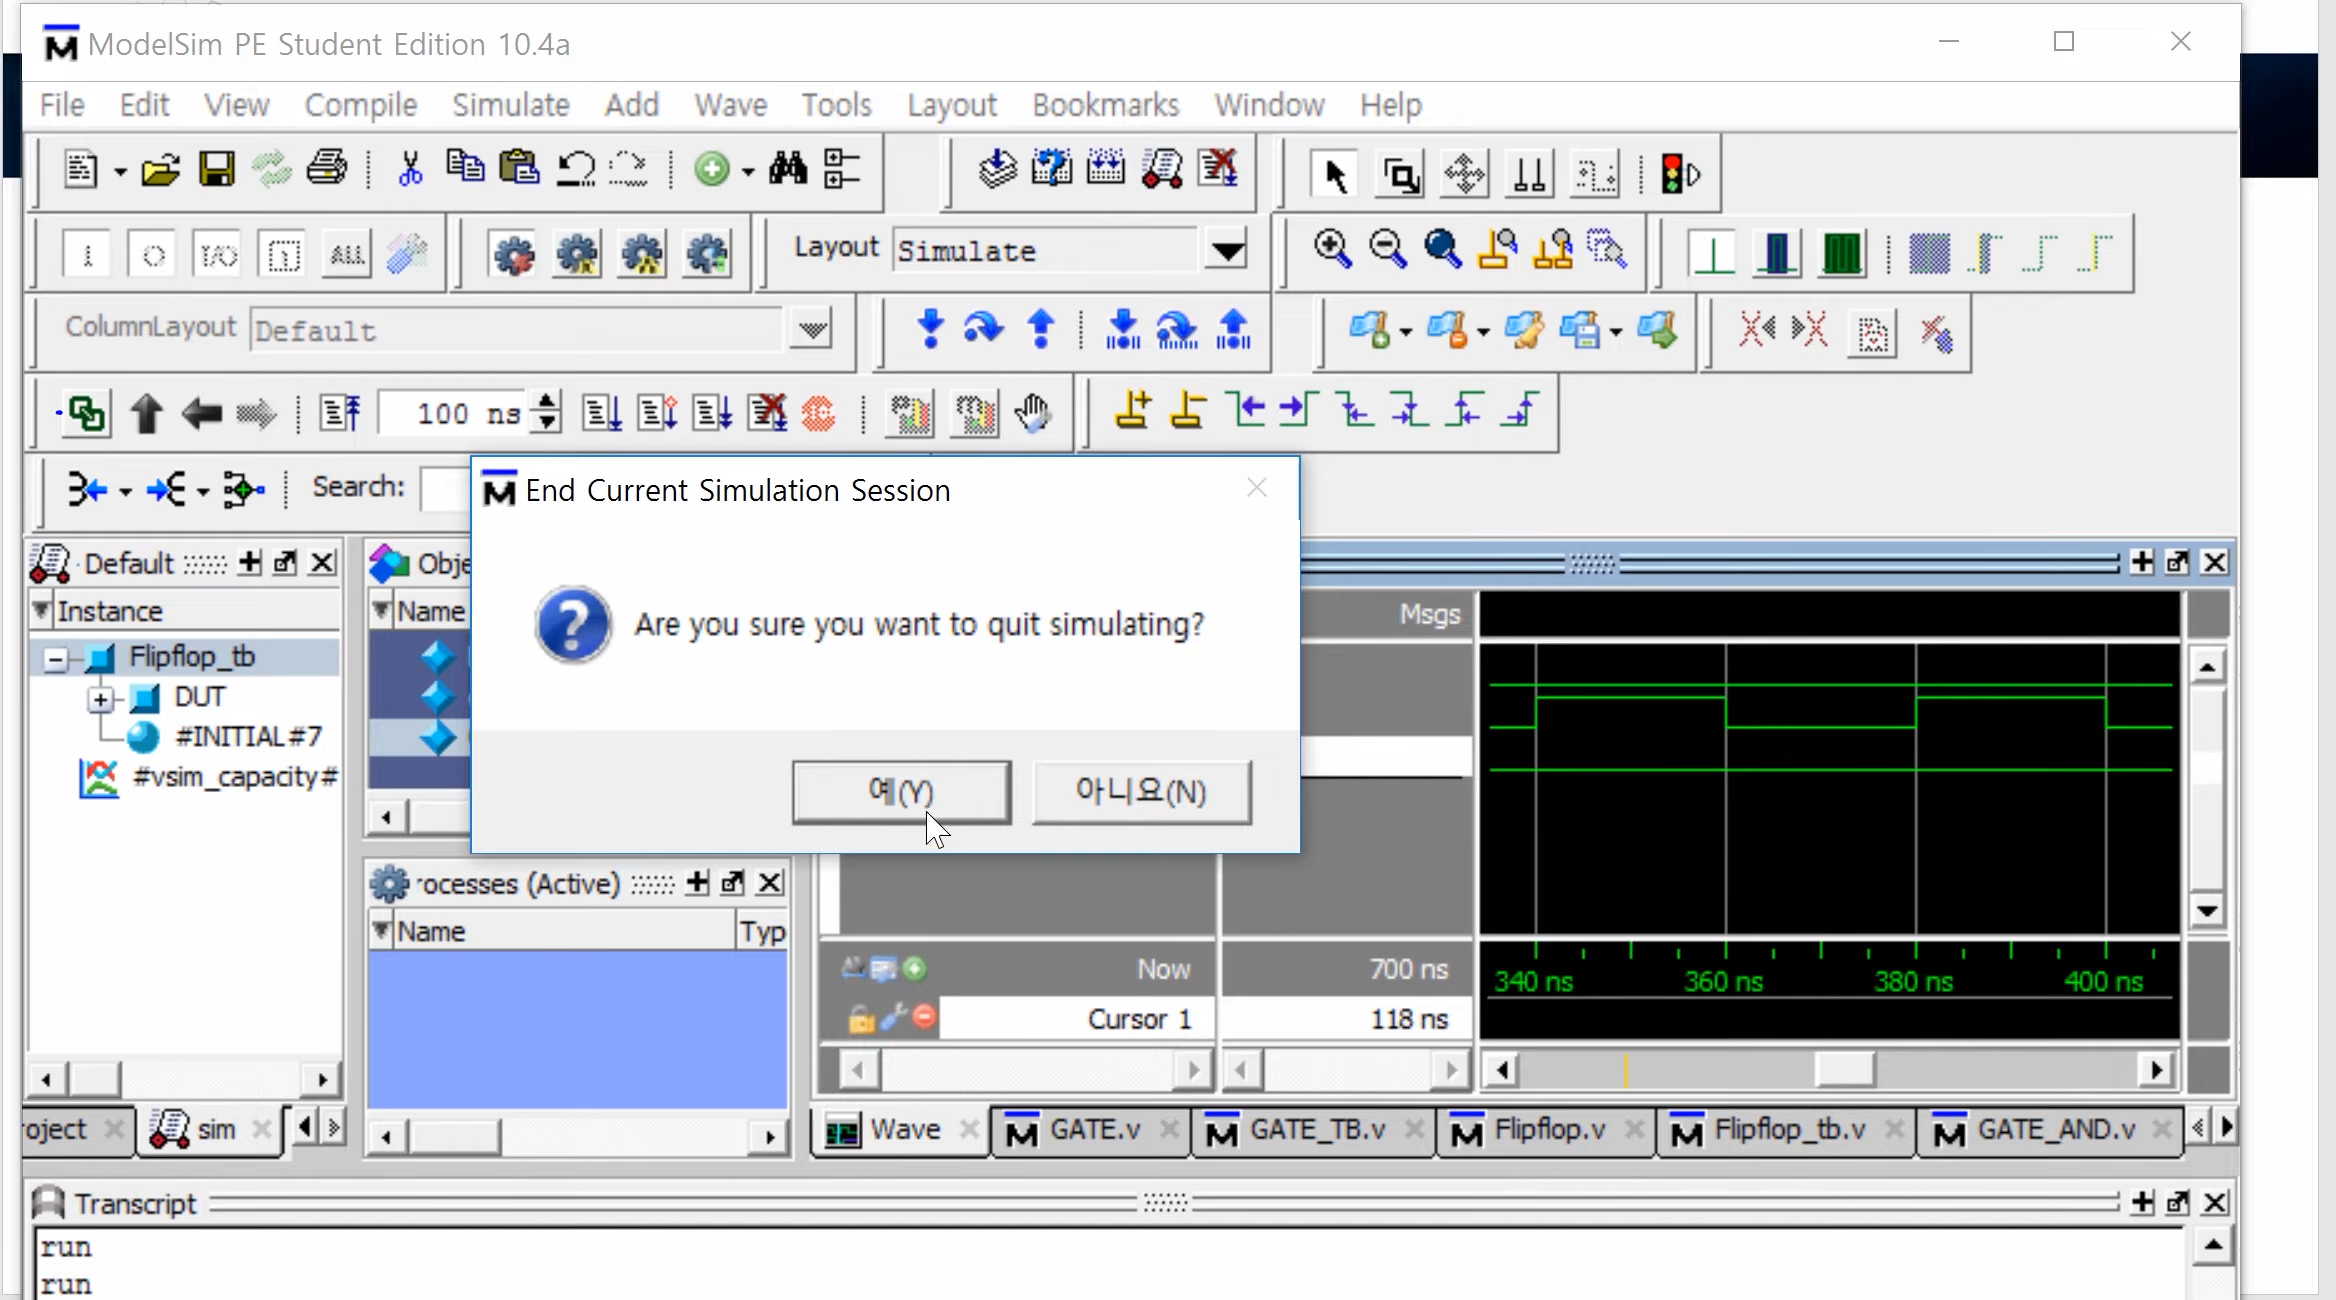 ModelSim PE Student Edition 10.4a
File Edit View Compile Simulate Add Wave Tools Layout Bookmarks Window Help
ALL
Layout Simulate
ColumnLayout Default
100 ns
Search:
End Current Simulation Session
Are you sure you want to quit simulating?
예(Y) 아니요(N)
Default
Instance
Flipflop_tb
DUT
#INITIAL#7
#vsim_capacity#
Obje
Name
rocesses (Active)
Name Typ
Msgs
Now 700 ns
Cursor 1 118 ns
340 ns 360 ns 380 ns 400 ns
oject sim
Wave GATE.v GATE_TB.v Flipflop.v Flipflop_tb.v GATE_AND.v
Transcript
run
run